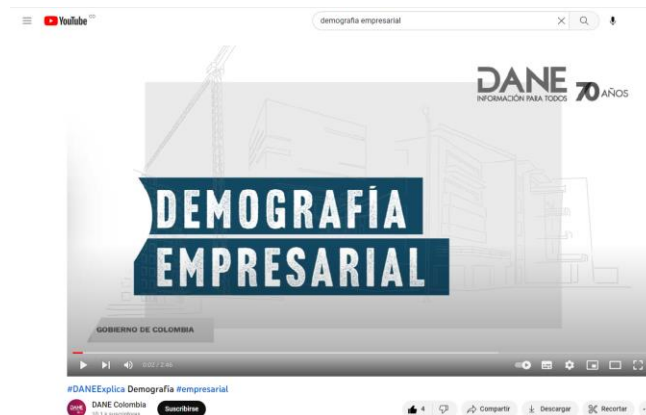 YouTube
demografia empresarial
DANE
INFORMACIÓN PARA TODOS
70 AÑOS
DEMOGRAFÍA
EMPRESARIAL
GOBIERNO DE COLOMBIA
#DANEExplica Demografía #empresarial
DANE Colombia
Suscribirse
4
Compartir
Descargar
Recortar